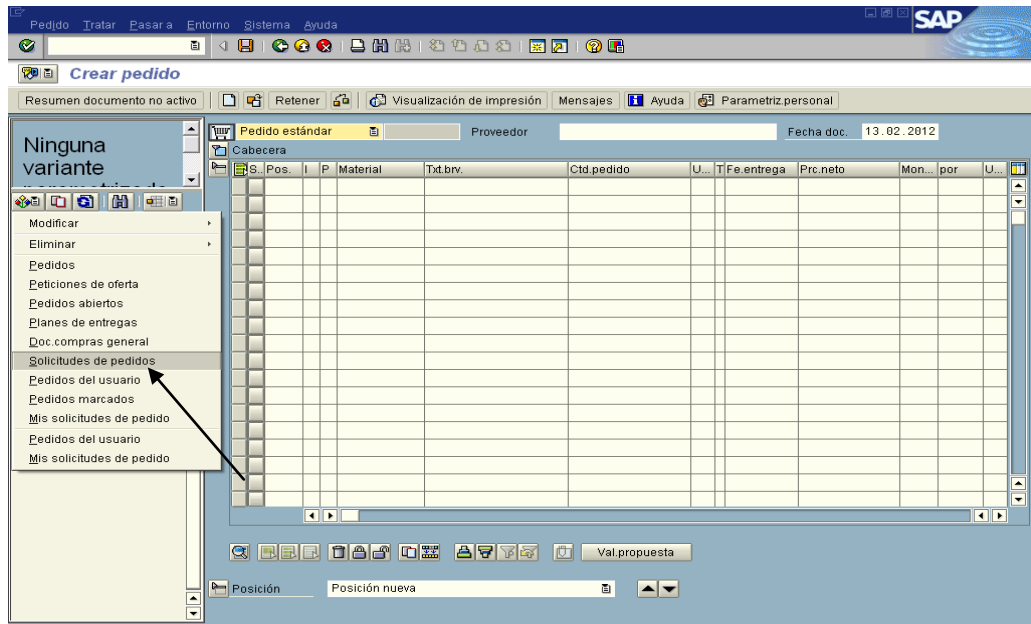 Pedido Tratar Pasar a Entorno Sistema Ayuda
SAP
Crear pedido
Resumen documento no activo Retener Visualización de impresión Mensajes Ayuda Parametriz.personal
Ninguna
variante
Pedido estándar Proveedor Fecha doc. 13.02.2012
Cabecera
S.. Pos. I P Material Txt.brv. Ctd.pedido U... T Fe.entrega Prc.neto Mon... por U...
Modificar
Eliminar
Pedidos
Peticiones de oferta
Pedidos abiertos
Planes de entregas
Doc.compras general
Solicitudes de pedidos
Pedidos del usuario
Pedidos marcados
Mis solicitudes de pedido
Pedidos del usuario
Mis solicitudes de pedido
Val.propuesta
Posición Posición nueva